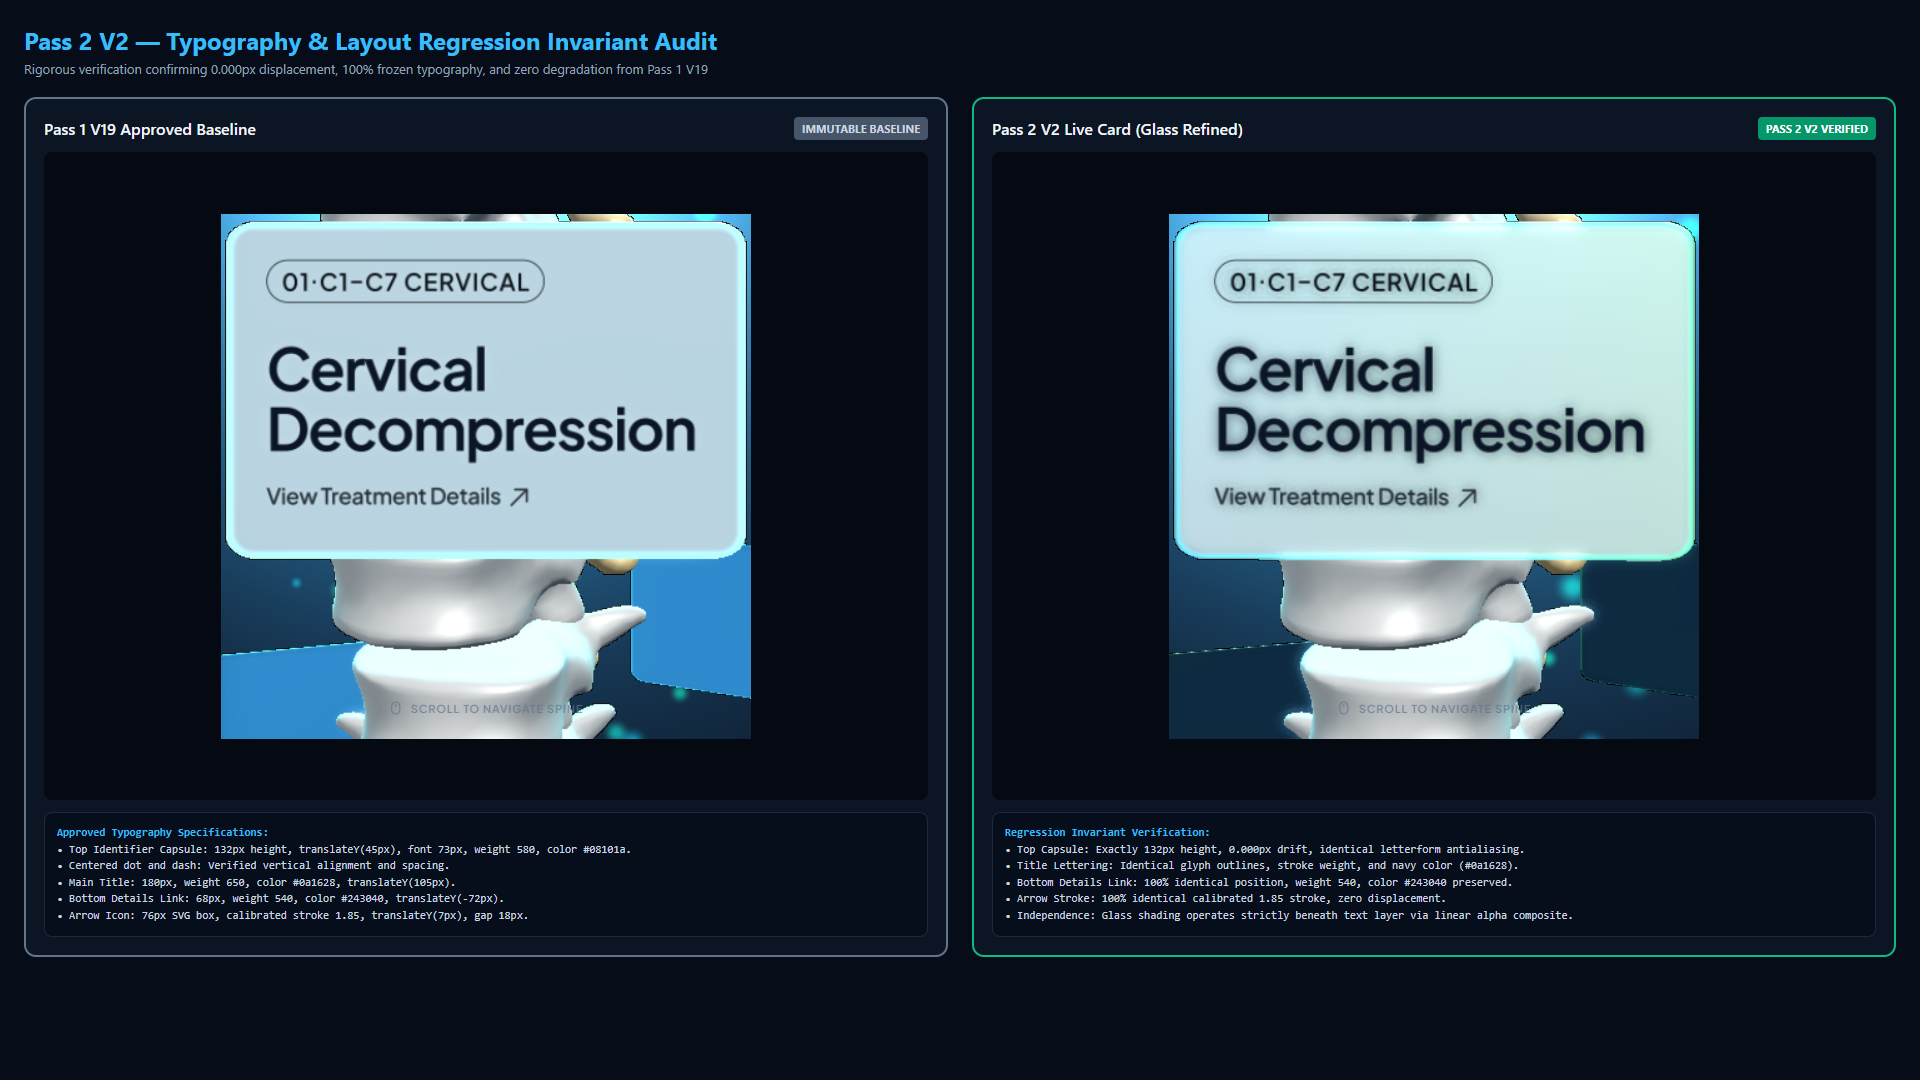 Pass 2 V2 — Typography & Layout Regression Invariant Audit
Rigorous verification confirming 0.000px displacement, 100% frozen typography, and zero degradation from Pass 1 V19
Pass 1 V19 Approved Baseline
IMMUTABLE BASELINE
01·C1–C7 CERVICAL
Cervical
Decompression
View Treatment Details ↗
SCROLL TO NAVIGATE SPINE
Approved Typography Specifications:
• Top Identifier Capsule: 132px height, translateY(45px), font 73px, weight 580, color #08101a.
• Centered dot and dash: Verified vertical alignment and spacing.
• Main Title: 180px, weight 650, color #0a1628, translateY(105px).
• Bottom Details Link: 68px, weight 540, color #243040, translateY(-72px).
• Arrow Icon: 76px SVG box, calibrated stroke 1.85, translateY(7px), gap 18px.
Pass 2 V2 Live Card (Glass Refined)
PASS 2 V2 VERIFIED
01·C1–C7 CERVICAL
Cervical
Decompression
View Treatment Details ↗
SCROLL TO NAVIGATE SPINE
Regression Invariant Verification:
• Top Capsule: Exactly 132px height, 0.000px drift, identical letterform antialiasing.
• Title Lettering: Identical glyph outlines, stroke weight, and navy color (#0a1628).
• Bottom Details Link: 100% identical position, weight 540, color #243040 preserved.
• Arrow Stroke: 100% identical calibrated 1.85 stroke, zero displacement.
• Independence: Glass shading operates strictly beneath text layer via linear alpha composite.